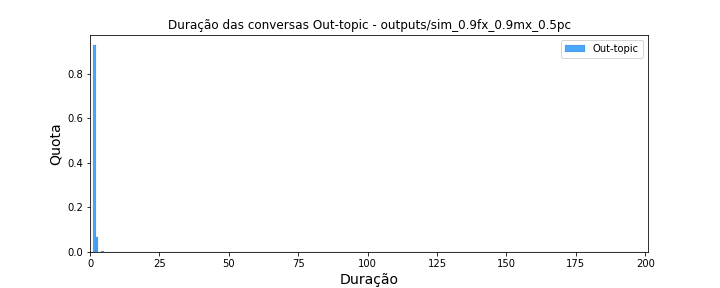 Duração das conversas Out-topic - outputs/sim_0.9fx_0.9mx_0.5pc
Out-topic
Quota
0.8
0.6
0.4
0.2
0.0
0 25 50 75 100 125 150 175 200
Duração